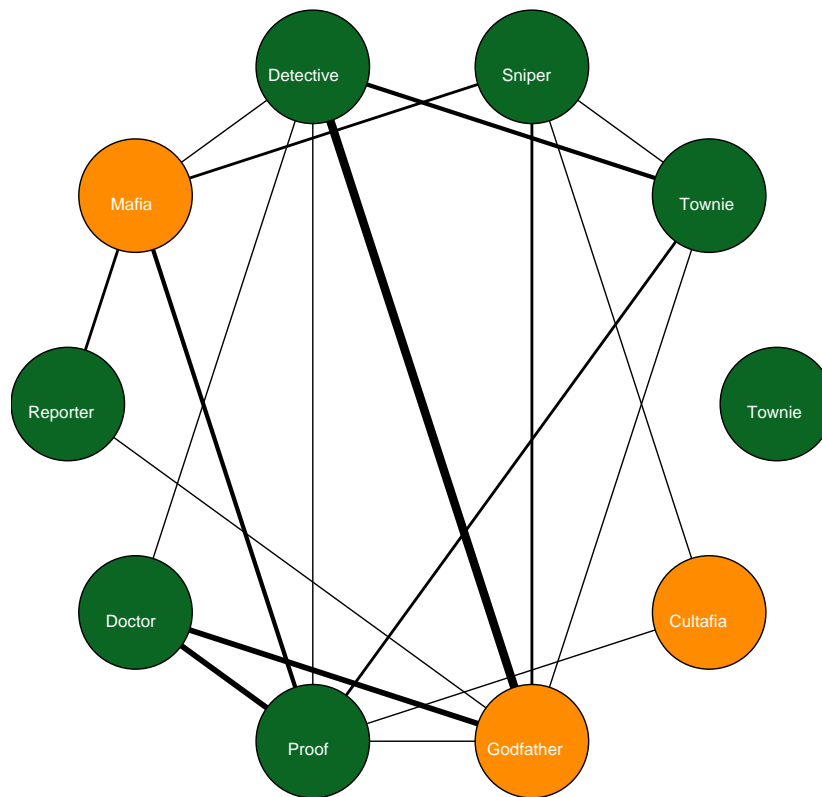 Detective
Sniper
Mafia
Townie
Reporter
Townie
Doctor
Cultafia
Proof
Godfather